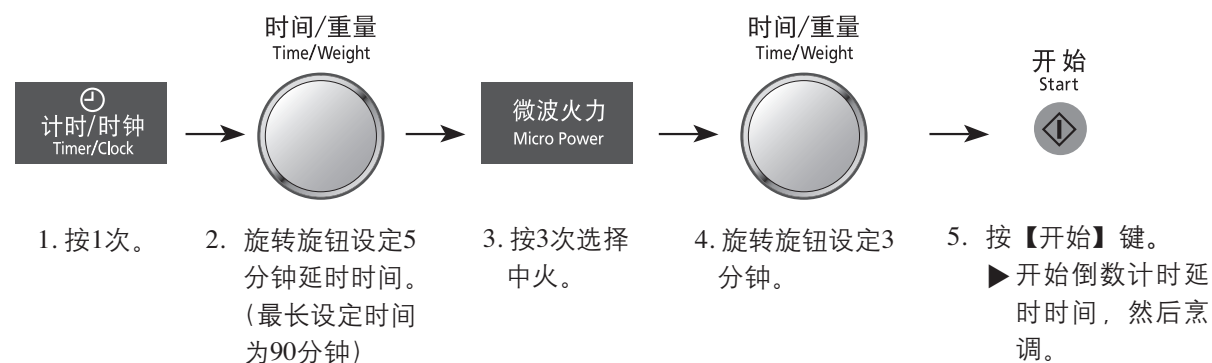 时间/重量
Time/Weight
时间/重量
Time/Weight
开始
Start
计时/时钟
Timer/Clock
微波火力
Micro Power
1. 按1次。
2. 旋转旋钮设定5
分钟延时时间。
(最长设定时间
为90分钟)
3. 按3次选择
中火。
4. 旋转旋钮设定3
分钟。
5. 按【开始】键。
▶开始倒数计时延
时时间，然后烹
调。